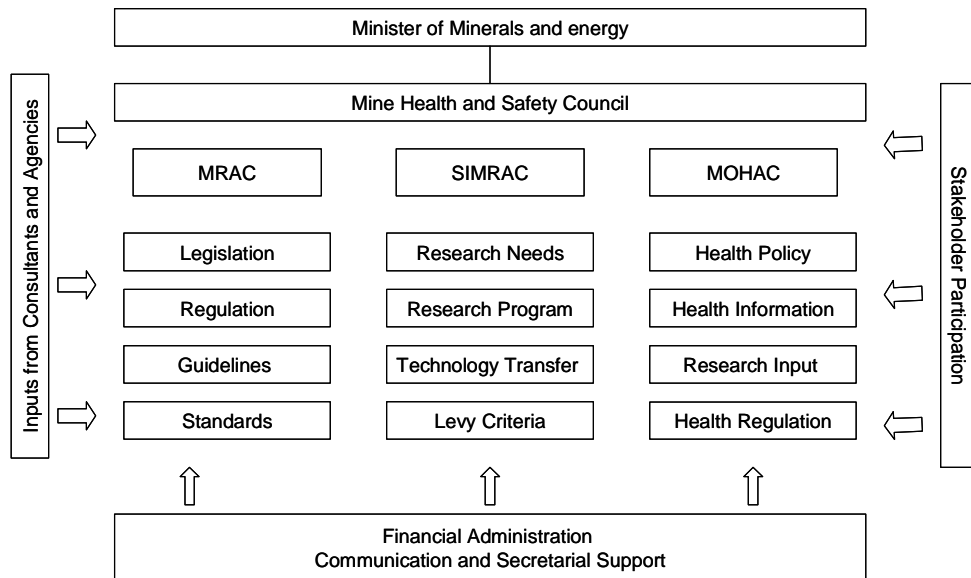 Minister of Minerals and energy
Mine Health and Safety Council
Inputs from Consultants and Agencies
MRAC
SIMRAC
MOHAC
Legislation
Research Needs
Health Policy
Regulation
Research Program
Health Information
Guidelines
Technology Transfer
Research Input
Standards
Levy Criteria
Health Regulation
Stakeholder Participation
Financial Administration
Communication and Secretarial Support